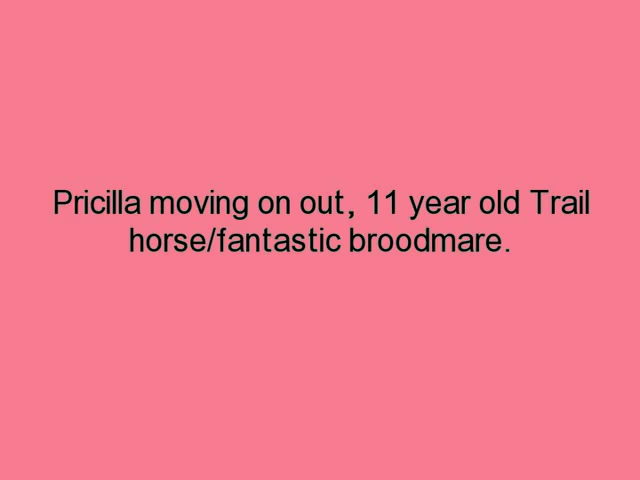 Pricilla moving on out, 11 year old Trail
horse/fantastic broodmare.